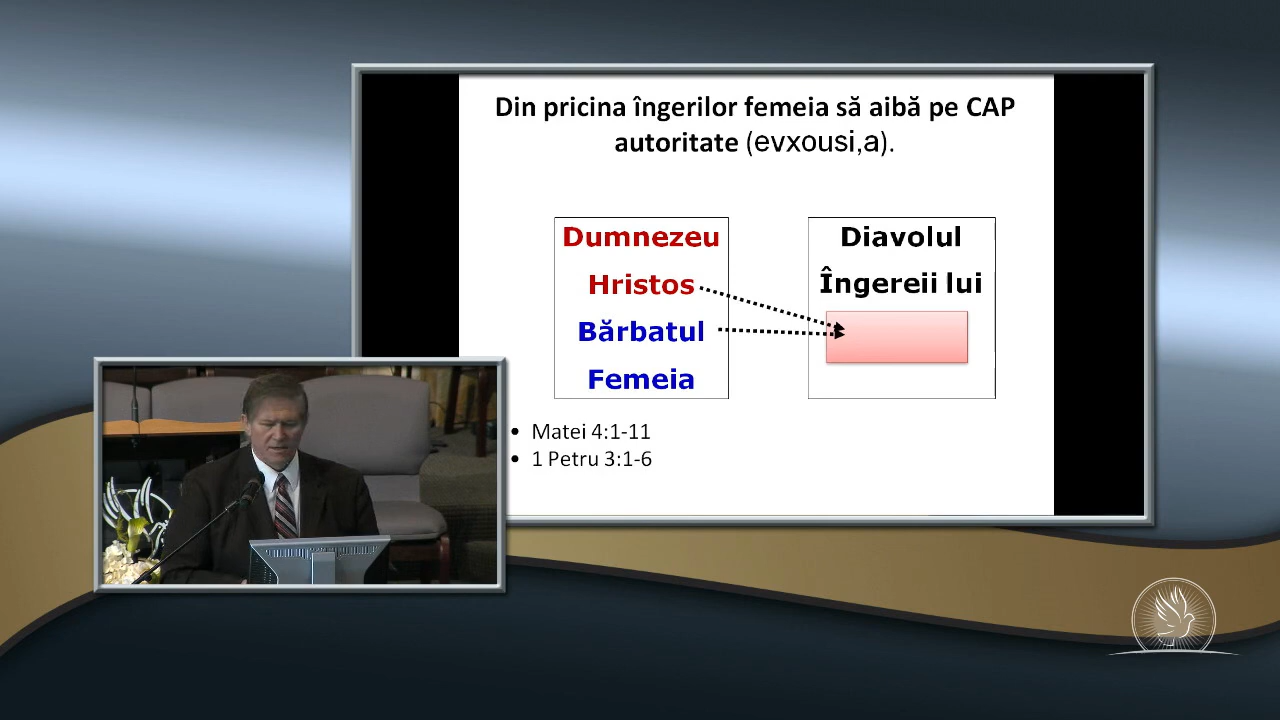 Din pricina îngerilor femeia să aibă pe CAP
autoritate (evxousi,a).
Dumnezeu
Hristos
Bărbatul
Femeia
Diavolul
Îngereii lui
• Matei 4:1-11
• 1 Petru 3:1-6